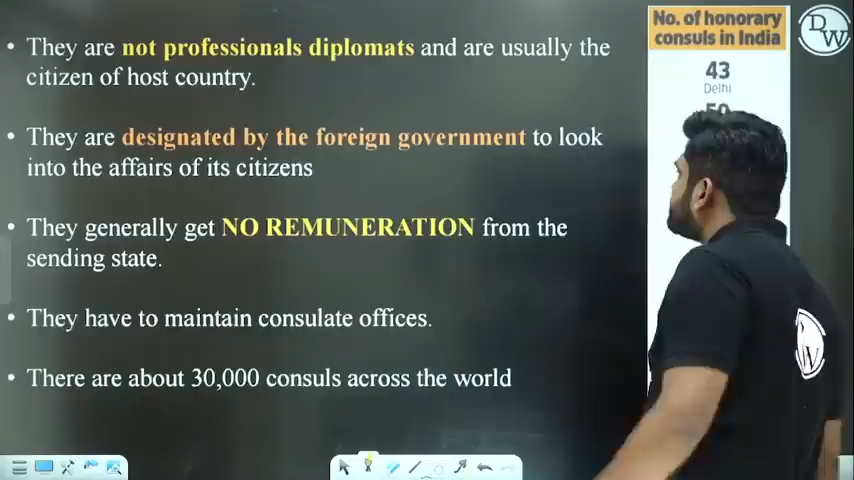 • They are not professionals diplomats and are usually the
citizen of host country.
• They are designated by the foreign government to look
into the affairs of its citizens
• They generally get NO REMUNERATION from the
sending state.
• They have to maintain consulate offices.
• There are about 30,000 consuls across the world
No. of honorary
consuls in India
43
Delhi
W
W